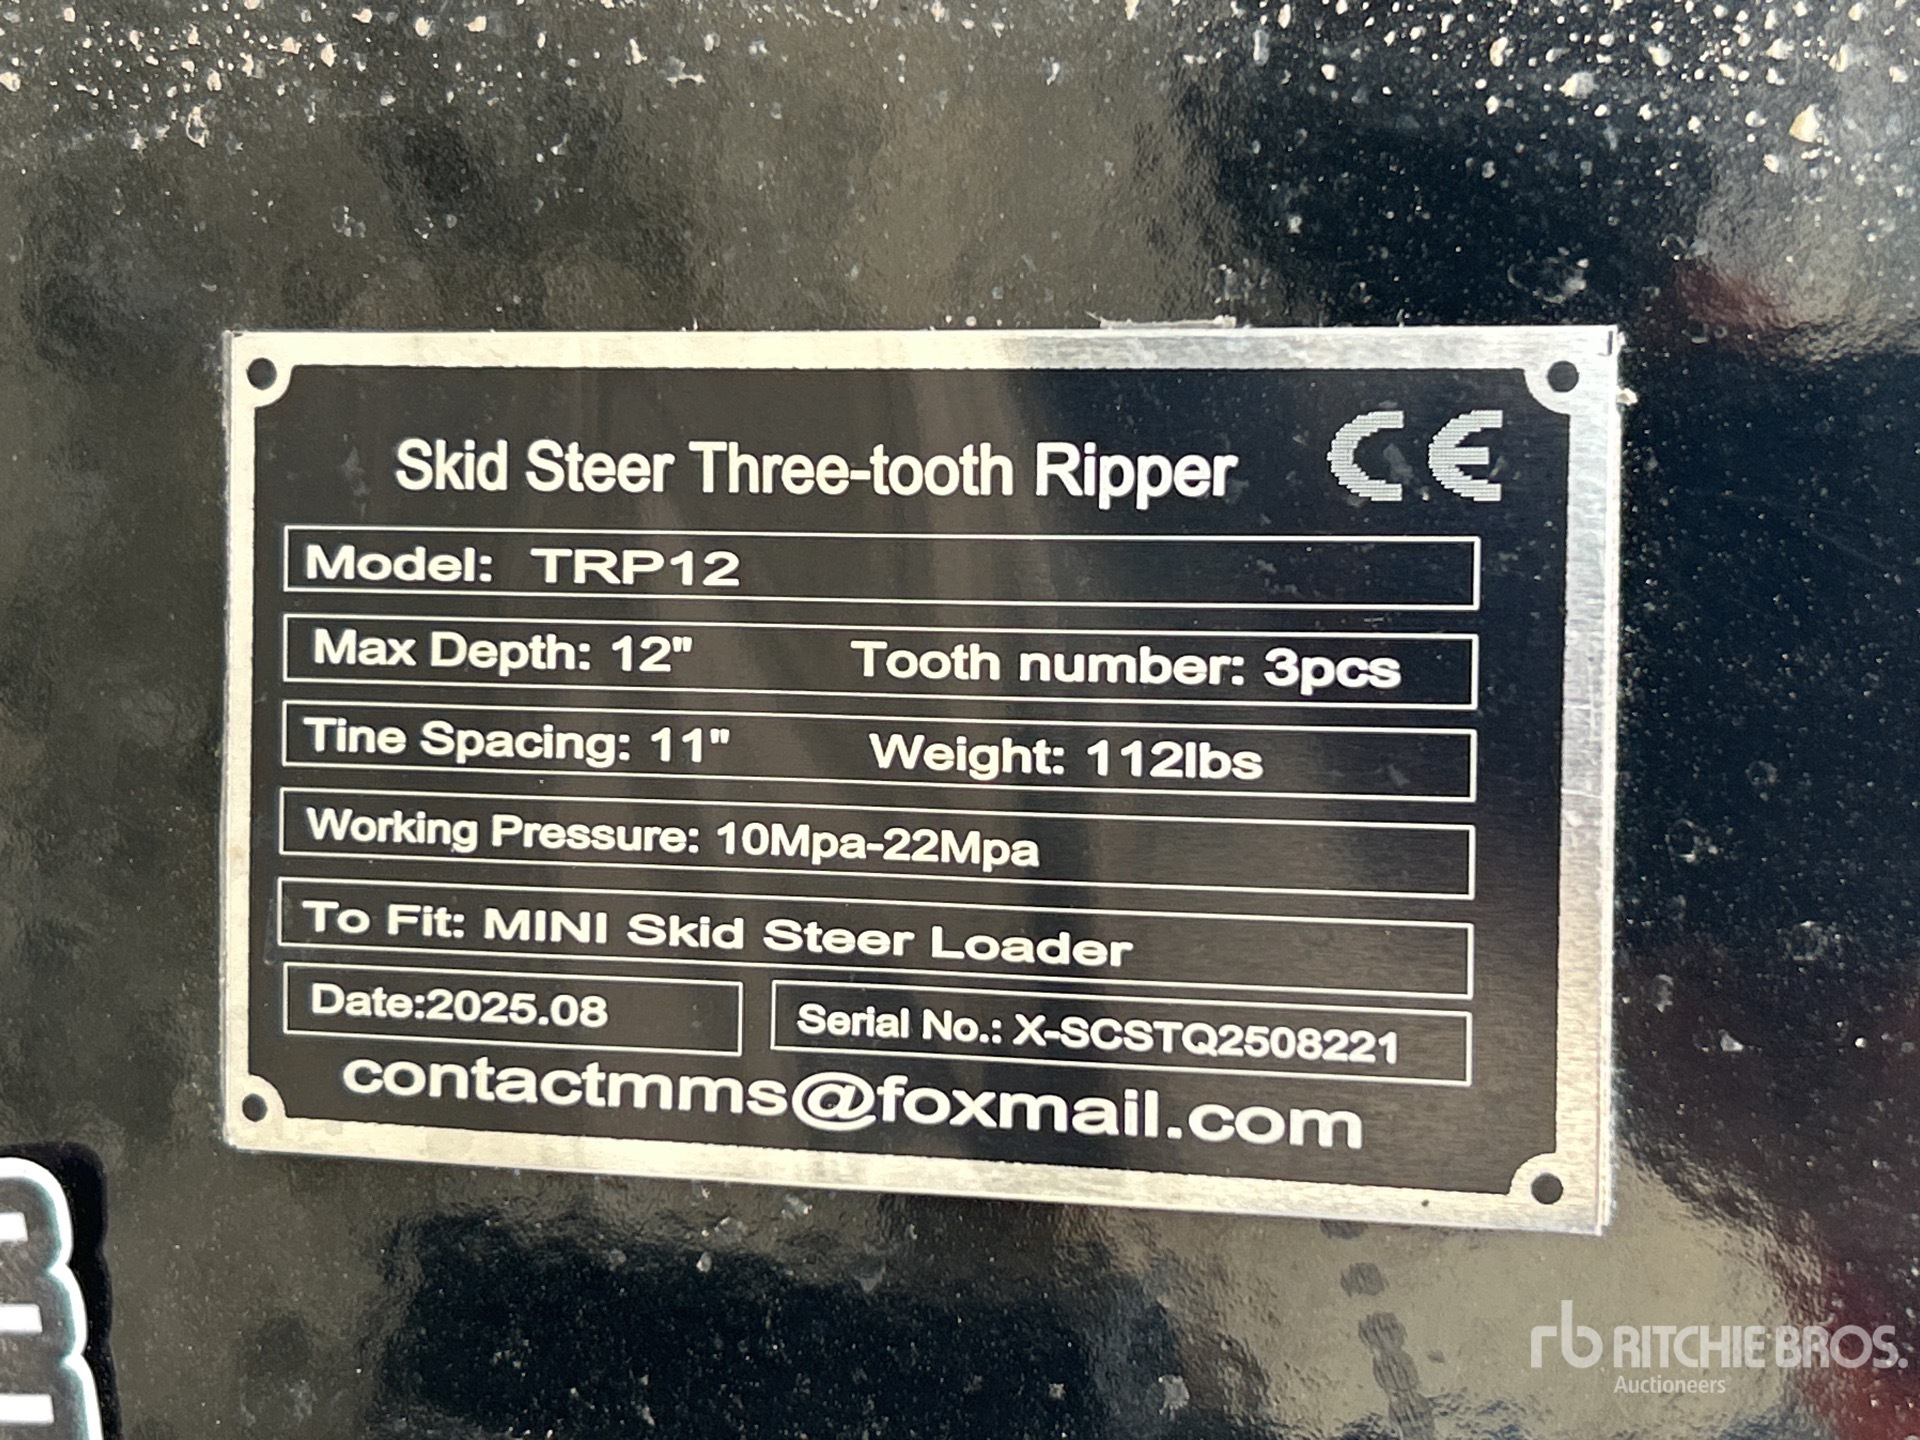 Skid Steer Three-tooth Ripper CE
Model: TRP12
Max Depth: 12" Tooth number: 3pcs
Tine Spacing: 11" Weight: 112lbs
Working Pressure: 10Mpa-22Mpa
To Fit: MINI Skid Steer Loader
Date:2025.08 Serial No.: X-SCSTQ2508221
contactmms@foxmail.com
rb RITCHIE BROS.
Auctioneers